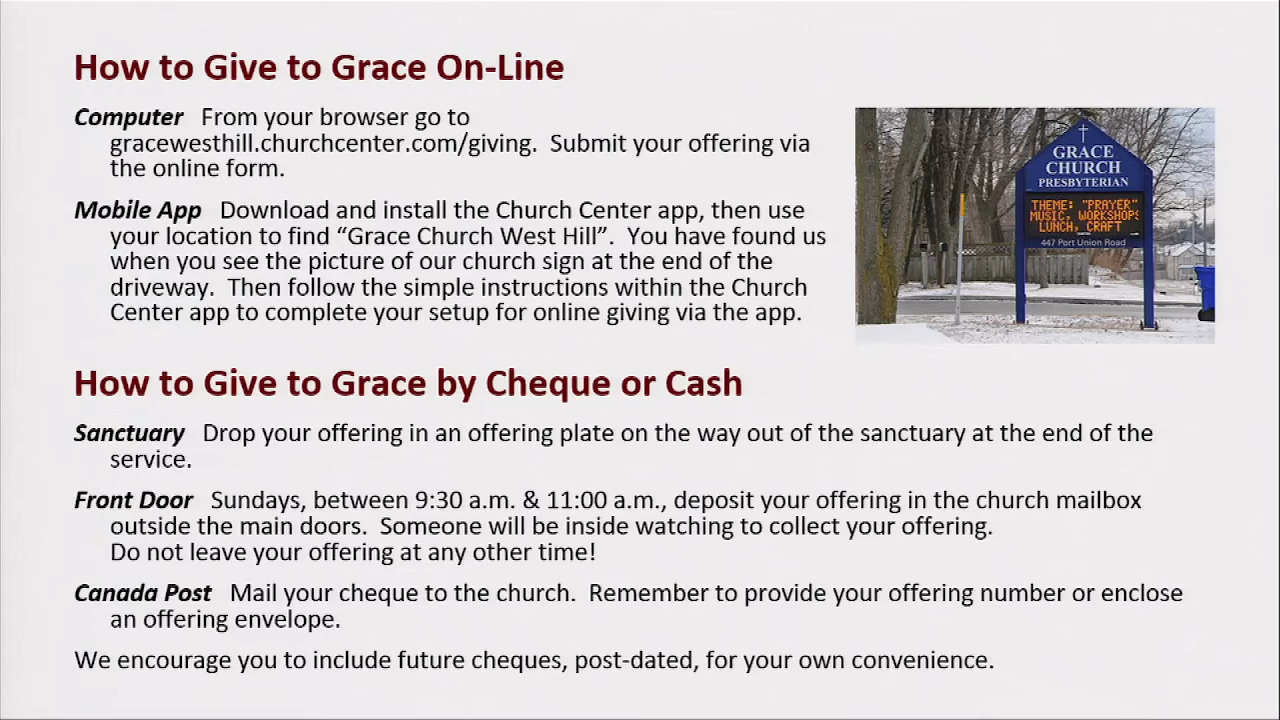 How to Give to Grace On-Line
Computer From your browser go to
gracewesthill.churchcenter.com/giving. Submit your offering via
the online form.
Mobile App Download and install the Church Center app, then use
your location to find “Grace Church West Hill”. You have found us
when you see the picture of our church sign at the end of the
driveway. Then follow the simple instructions within the Church
Center app to complete your setup for online giving via the app.
GRACE
CHURCH
PRESBYTERIAN
THEME: "PRAYER"
MUSIC, WORKSHOPS
LUNCH, CRAFT
447 Port Union Road
How to Give to Grace by Cheque or Cash
Sanctuary Drop your offering in an offering plate on the way out of the sanctuary at the end of the
service.
Front Door Sundays, between 9:30 a.m. & 11:00 a.m., deposit your offering in the church mailbox
outside the main doors. Someone will be inside watching to collect your offering.
Do not leave your offering at any other time!
Canada Post Mail your cheque to the church. Remember to provide your offering number or enclose
an offering envelope.
We encourage you to include future cheques, post-dated, for your own convenience.